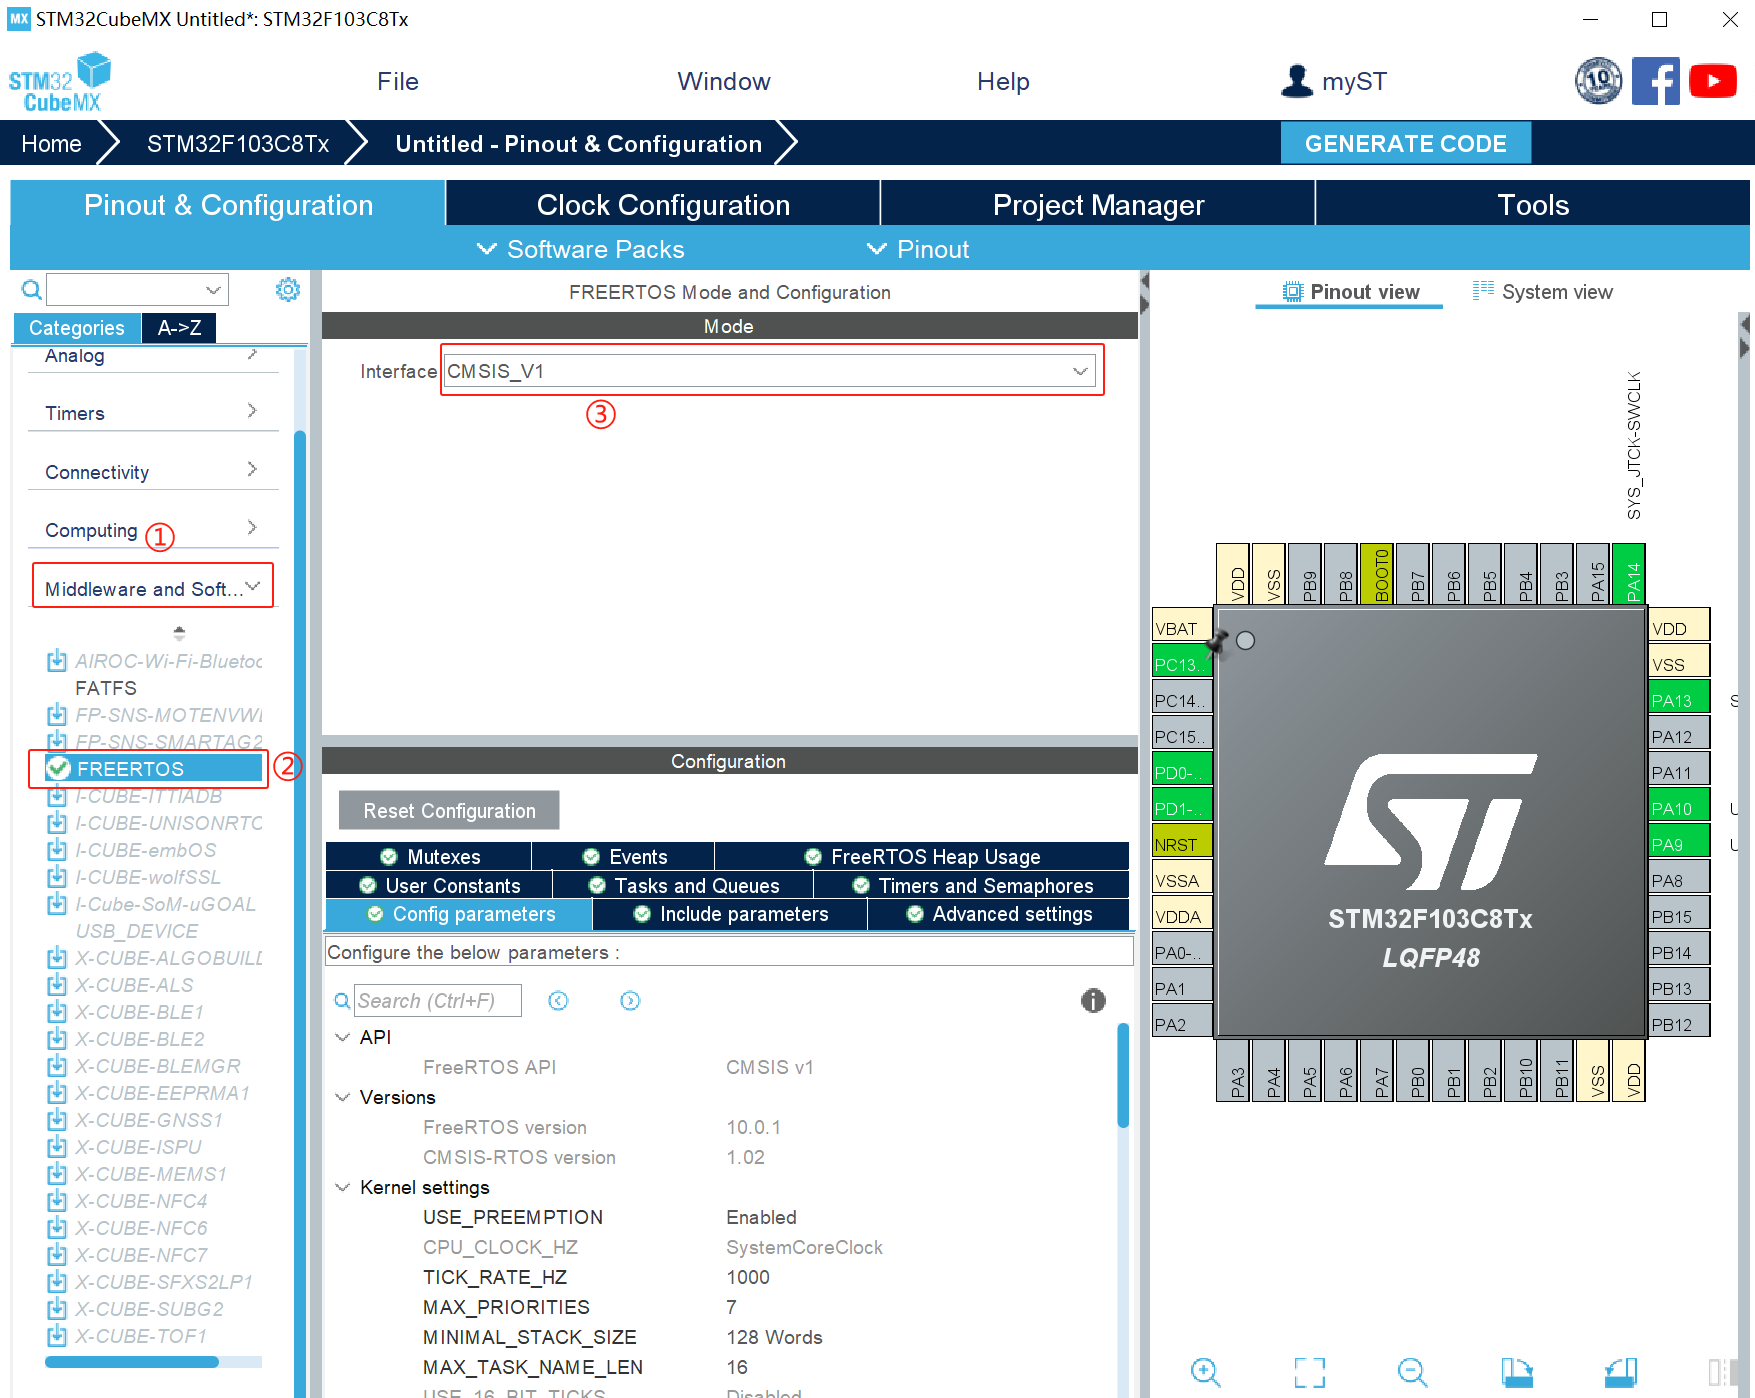 MX STM32CubeMX Untitled*: STM32F103C8Tx
STM32
CubeMX
File
Window
Help
myST
10
Home
STM32F103C8Tx
Untitled - Pinout & Configuration
GENERATE CODE
Pinout & Configuration
Clock Configuration
Project Manager
Tools
Software Packs
Pinout
Categories
A->Z
Analog
Timers
Connectivity
Computing
①
Middleware and Soft...
AIROC-Wi-Fi-Bluetoc
FATFS
FP-SNS-MOTENVWI
FP-SNS-SMARTAG2
FREERTOS
②
I-CUBE-ITTIADB
I-CUBE-UNISONRTC
I-CUBE-embOS
I-CUBE-wolfSSL
I-Cube-SoM-uGOAL
USB_DEVICE
X-CUBE-ALGOBUILD
X-CUBE-ALS
X-CUBE-BLE1
X-CUBE-BLE2
X-CUBE-BLEMGR
X-CUBE-EEPRMA1
X-CUBE-GNSS1
X-CUBE-ISPU
X-CUBE-MEMS1
X-CUBE-NFC4
X-CUBE-NFC6
X-CUBE-NFC7
X-CUBE-SFXS2LP1
X-CUBE-SUBG2
X-CUBE-TOF1
FREERTOS Mode and Configuration
Mode
Interface CMSIS_V1
③
Configuration
Reset Configuration
Mutexes
Events
FreeRTOS Heap Usage
User Constants
Tasks and Queues
Timers and Semaphores
Config parameters
Include parameters
Advanced settings
Configure the below parameters :
Search (Ctrl+F)
API
FreeRTOS API CMSIS v1
Versions
FreeRTOS version 10.0.1
CMSIS-RTOS version 1.02
Kernel settings
USE_PREEMPTION Enabled
CPU_CLOCK_HZ SystemCoreClock
TICK_RATE_HZ 1000
MAX_PRIORITIES 7
MINIMAL_STACK_SIZE 128 Words
MAX_TASK_NAME_LEN 16
USE_16_BIT_TICKS Disabled
Pinout view
System view
SYS_JTCK-SWCLK
VDD
VSS
PB9
PB8
BOOT0
PB7
PB6
PB5
PB4
PB3
PA15
PA14
VBAT
PC13..
PC14..
PC15..
PD0-..
PD1-..
NRST
VSSA
VDDA
PA0-..
PA1
PA2
VDD
VSS
PA13
PA12
PA11
PA10
PA9
PA8
PB15
PB14
PB13
PB12
ST
STM32F103C8Tx
LQFP48
PA3
PA4
PA5
PA6
PA7
PB0
PB1
PB2
PB10
PB11
VSS
VDD